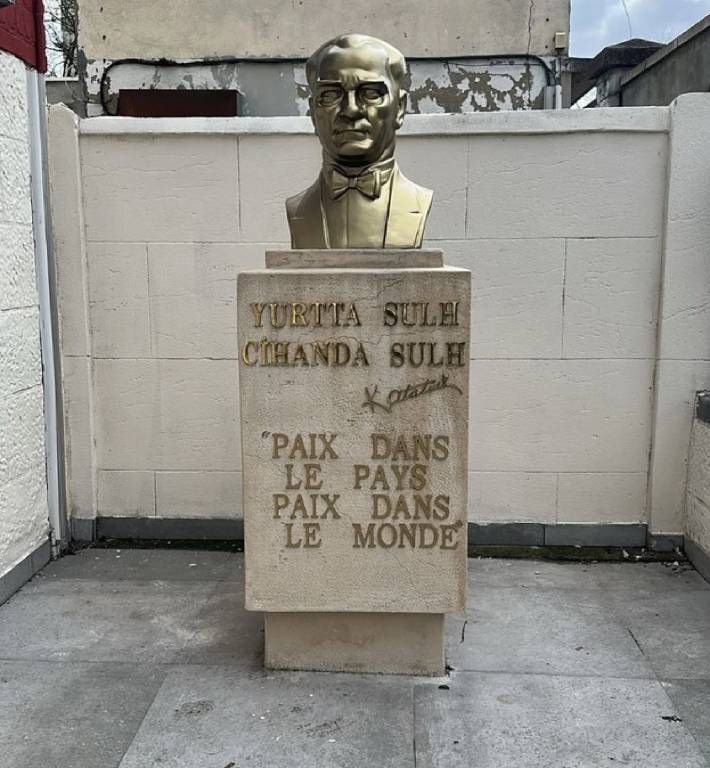 YURTTA SULH
CİHANDA SULH
K. Atatürk
"PAIX DANS
LE PAYS
PAIX DANS
LE MONDE"